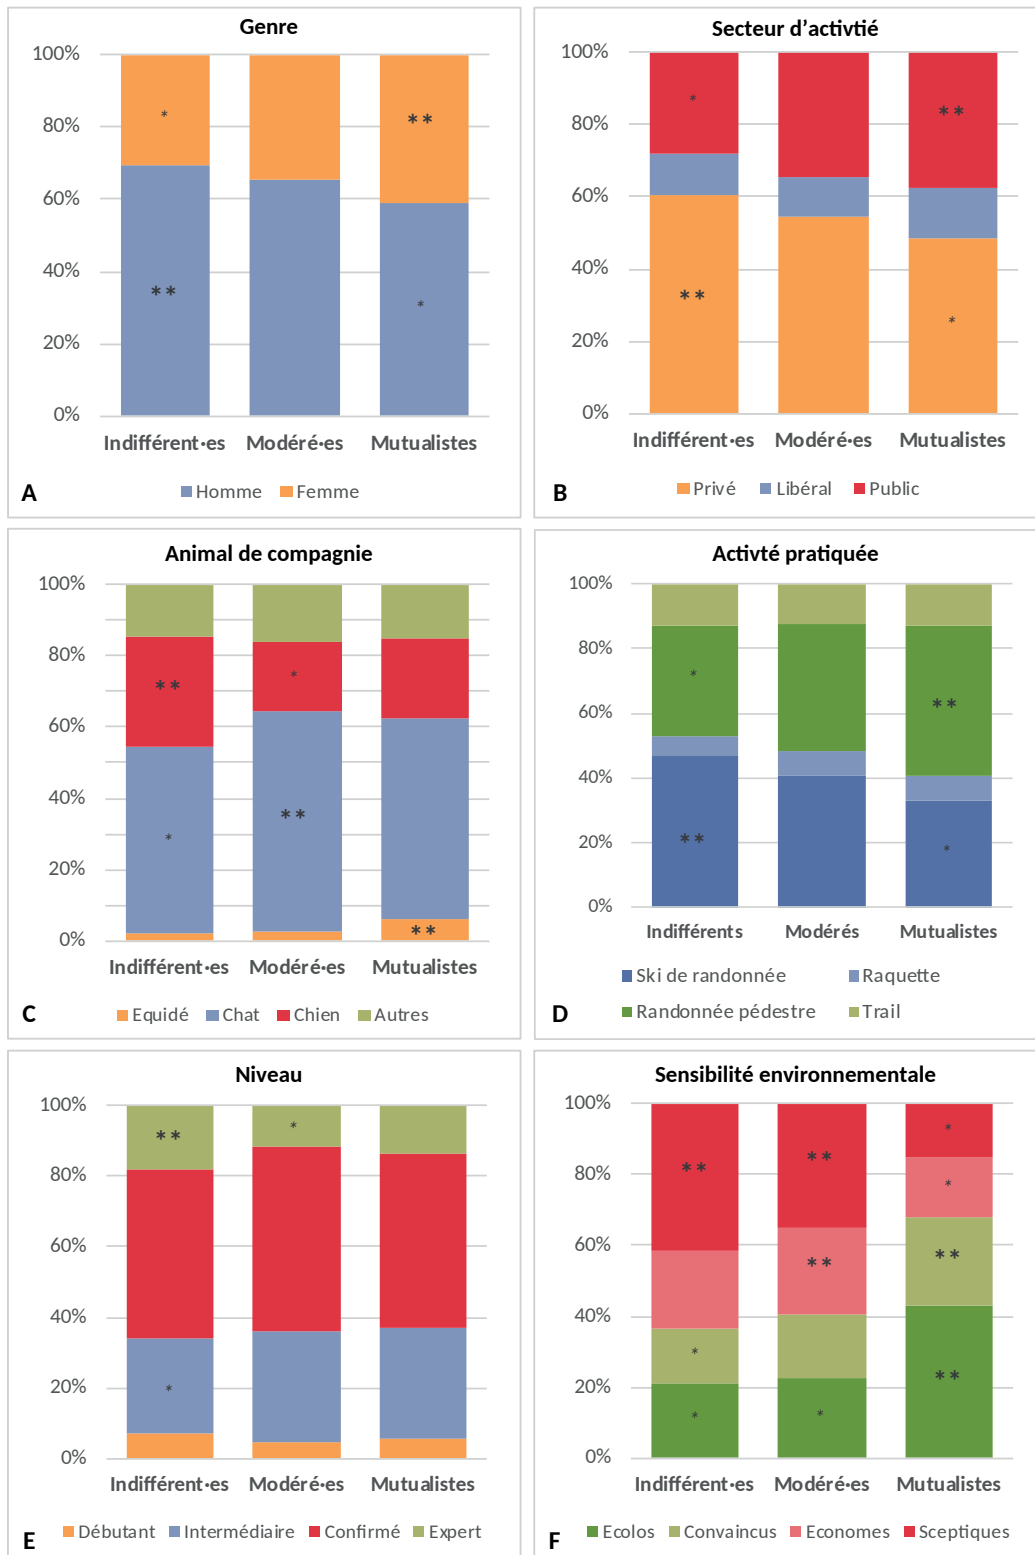 Genre
100%
*
**
80%
60%
40%
**
*
20%
0%
Indifférent·es Modéré·es Mutualistes
A
Homme Femme
Secteur d’activtié
100%
*
**
80%
60%
40%
**
*
20%
0%
Indifférent·es Modéré·es Mutualistes
B
Privé Libéral Public
Animal de compagnie
100%
80%
** *
60%
40%
* **
20%
0%
**
Indifférent·es Modéré·es Mutualistes
C
Equidé Chat Chien Autres
Activté pratiquée
100%
80%
* **
60%
40%
20%
** *
0%
Indifférents Modérés Mutualistes
Ski de randonnée Raquette
D
Randonnée pédestre Trail
Niveau
100%
** *
80%
60%
40%
20%
*
0%
Indifférent·es Modéré·es Mutualistes
E
Débutant Intermédiaire Confirmé Expert
Sensibilité environnementale
100%
** ** *
80%
*
60%
** **
40%
*
20%
* * **
0%
Indifférent·es Modéré·es Mutualistes
F
Ecolos Convaincus Economes Sceptiques